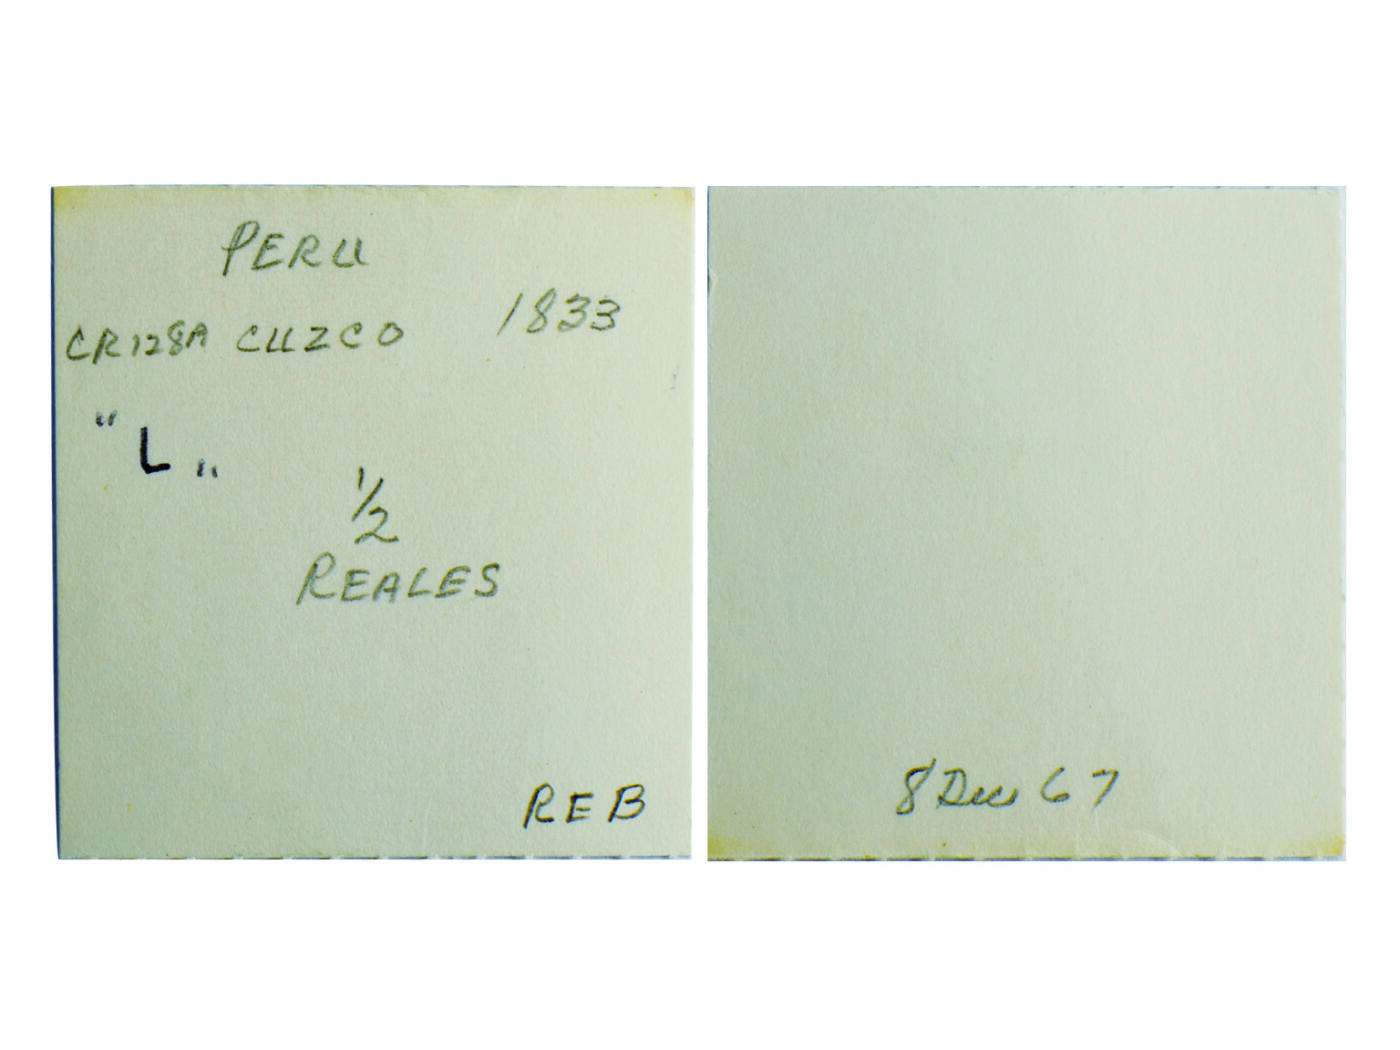 PERU
CR128A CUZCO 1833
"L"
1/2
REALES
REB
8 Dec 67